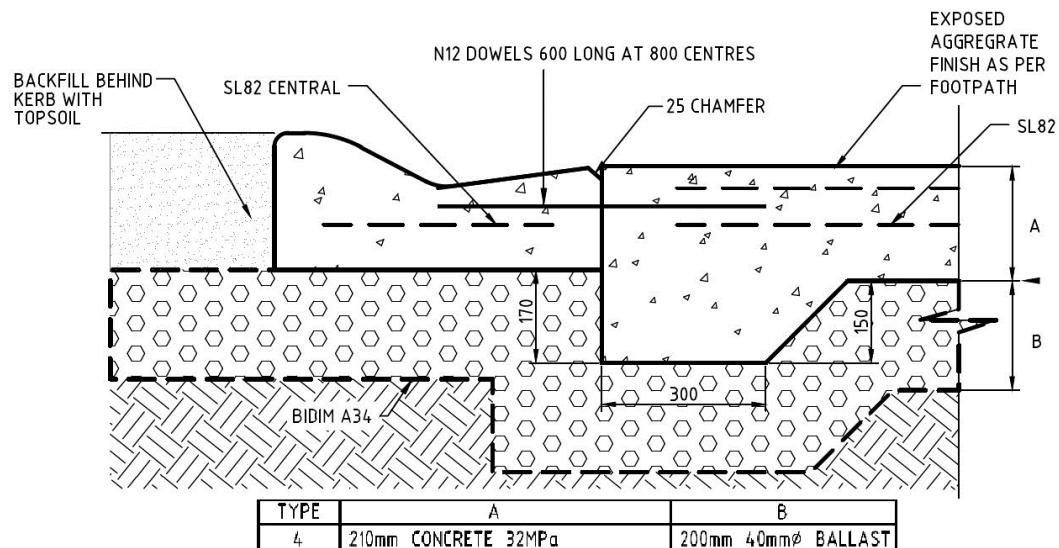 EXPOSED
AGGREGRATE
FINISH AS PER
FOOTPATH
N12 DOWELS 600 LONG AT 800 CENTRES
BACKFILL BEHIND
KERB WITH
TOPSOIL
SL82 CENTRAL
25 CHAMFER
SL82
A
170
150
B
300
BIDIM A34
TYPE A B
4 210mm CONCRETE 32MPa 200mm 40mmø BALLAST